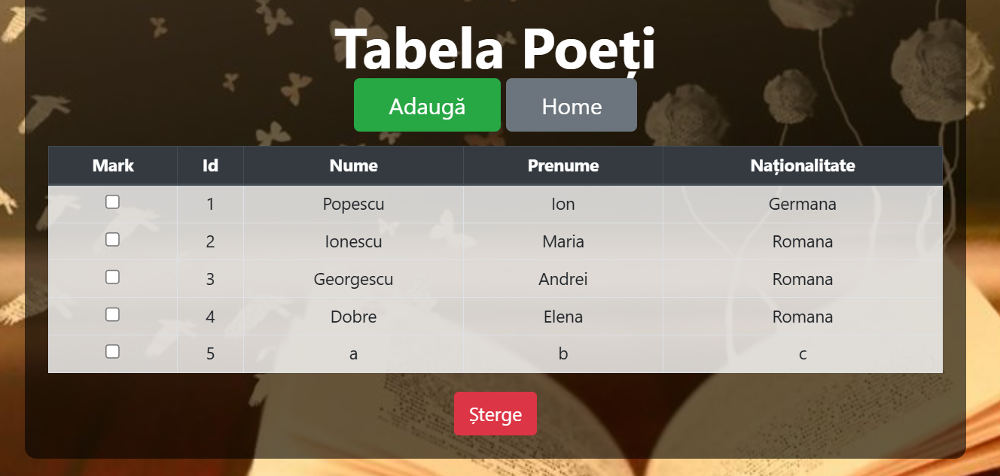 Tabela Poeți
Adaugă Home
Mark Id Nume Prenume Naționalitate
1 Popescu Ion Germana
2 Ionescu Maria Romana
3 Georgescu Andrei Romana
4 Dobre Elena Romana
5 a b c
Șterge